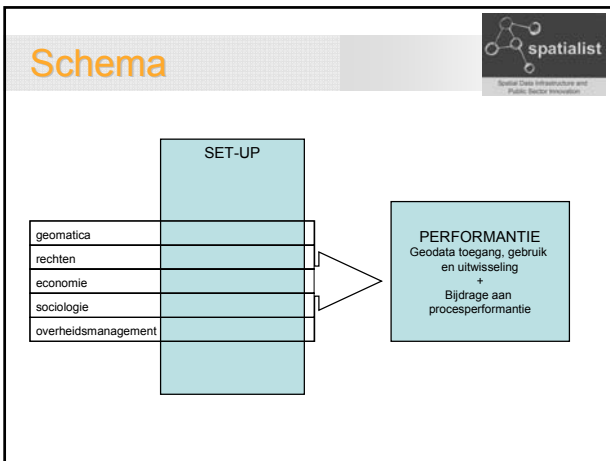 Schema
spatialist
Spatial Data Infrastructure and
Public Sector Innovation
SET-UP
geomatica
rechten
economie
sociologie
overheidsmanagement
PERFORMANTIE
Geodata toegang, gebruik
en uitwisseling
+
Bijdrage aan
procesperformantie